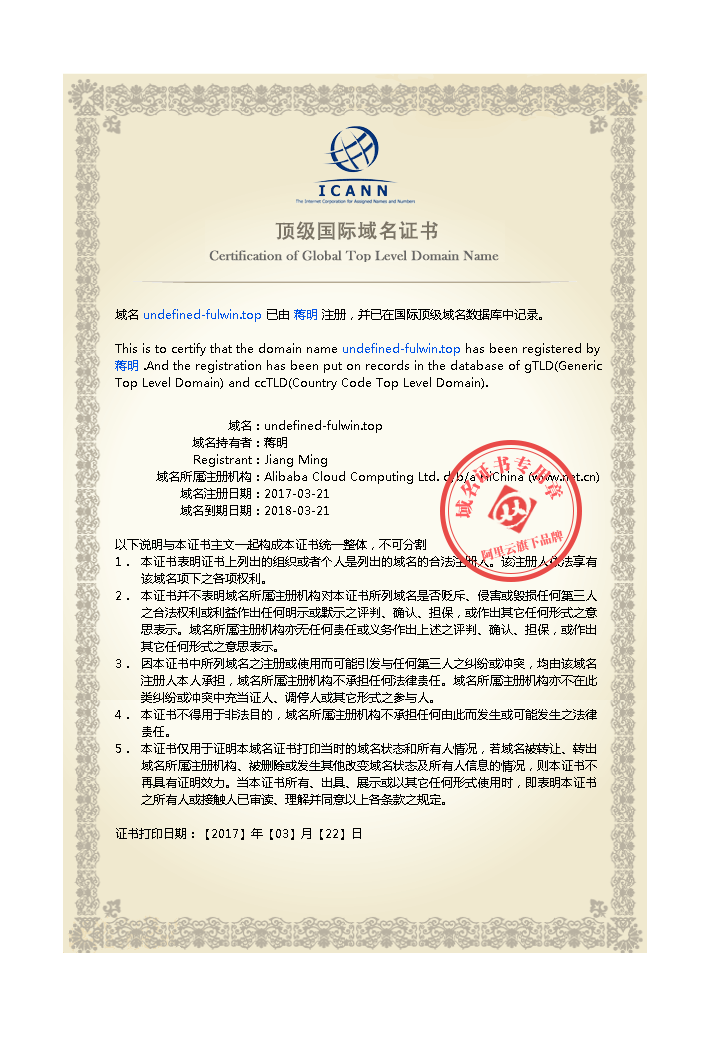 ICANN
The Internet Corporation for Assigned Names and Numbers
顶级国际域名证书
Certification of Global Top Level Domain Name
域名 undefined-fulwin.top 已由 蒋明 注册，并已在国际顶级域名数据库中记录。
This is to certify that the domain name undefined-fulwin.top has been registered by
蒋明 .And the registration has been put on records in the database of gTLD(Generic
Top Level Domain) and ccTLD(Country Code Top Level Domain).
域名：undefined-fulwin.top
域名持有者：蒋明
Registrant：Jiang Ming
域名所属注册机构：Alibaba Cloud Computing Ltd. d/b/a HiChina (www.net.cn)
域名注册日期：2017-03-21
域名到期日期：2018-03-21
域名证书专用章
阿里云旗下品牌
以下说明与本证书主文一起构成本证书统一整体，不可分割
1． 本证书表明证书上列出的组织或者个人是列出的域名的合法注册人。该注册人依法享有
该域名项下之各项权利。
2． 本证书并不表明域名所属注册机构对本证书所列域名是否贬斥、侵害或毁损任何第三人
之合法权利或利益作出任何明示或默示之评判、确认、担保，或作出其它任何形式之意
思表示。域名所属注册机构亦无任何责任或义务作出上述之评判、确认、担保，或作出
其它任何形式之意思表示。
3． 因本证书中所列域名之注册或使用而可能引发与任何第三人之纠纷或冲突，均由该域名
注册人本人承担，域名所属注册机构不承担任何法律责任。域名所属注册机构亦不在此
类纠纷或冲突中充当证人、调停人或其它形式之参与人。
4． 本证书不得用于非法目的，域名所属注册机构不承担任何由此而发生或可能发生之法律
责任。
5． 本证书仅用于证明本域名证书打印当时的域名状态和所有人情况，若域名被转让、转出
域名所属注册机构、被删除或发生其他改变域名状态及所有人信息的情况，则本证书不
再具有证明效力。当本证书所有、出具、展示或以其它任何形式使用时，即表明本证书
之所有人或接触人已审读、理解并同意以上各条款之规定。
证书打印日期：【2017】年【03】月【22】日